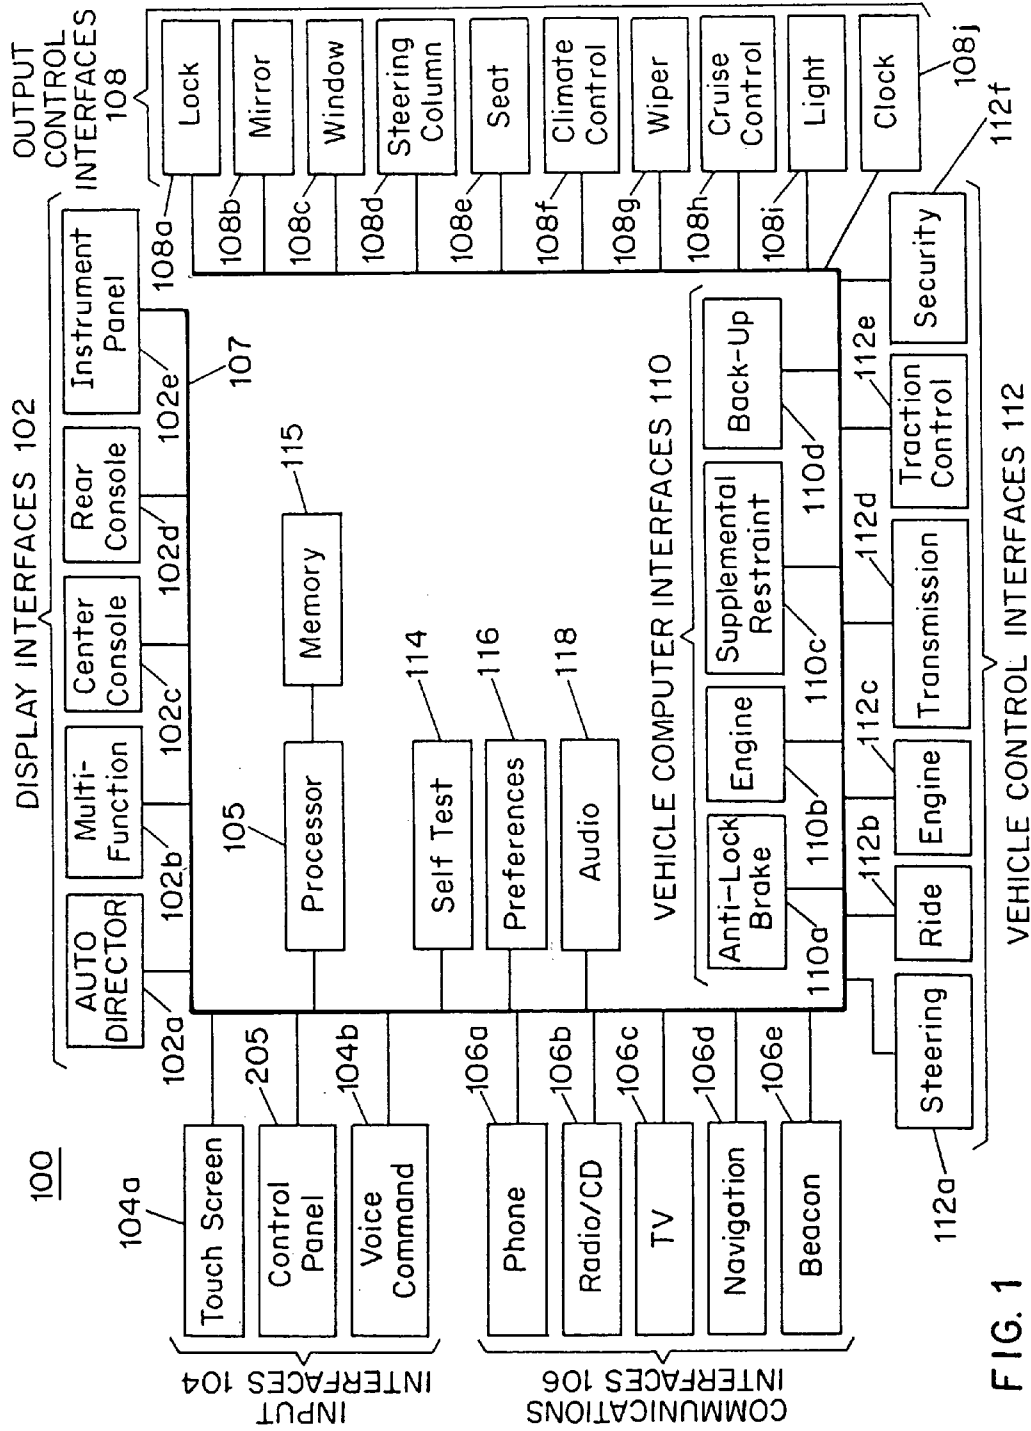 100
DISPLAY INTERFACES 102
AUTO
DIRECTOR
102a
Multi-
Function
102b
Center
Console
102c
Rear
Console
102d
Instrument
Panel
102e
107
OUTPUT
CONTROL
INTERFACES
108
Lock
108a
Mirror
108b
Window
108c
Steering
Column
108d
Seat
108e
Climate
Control
108f
Wiper
108g
Cruise
Control
108h
Light
108i
Clock
108j
INPUT
INTERFACES 104
Touch Screen
104a
Control
Panel
205
Voice
Command
104b
COMMUNICATIONS
INTERFACES 106
Phone
106a
Radio/CD
106b
TV
106c
Navigation
106d
Beacon
106e
Processor
105
Memory
115
Self Test
114
Preferences
116
Audio
118
VEHICLE COMPUTER INTERFACES 110
Anti-Lock
Brake
110a
Engine
110b
Supplemental
Restraint
110c
Back-Up
110d
Steering
112a
Ride
112b
Engine
112c
Transmission
112d
Traction
Control
112e
Security
112f
VEHICLE CONTROL INTERFACES 112
FIG. 1